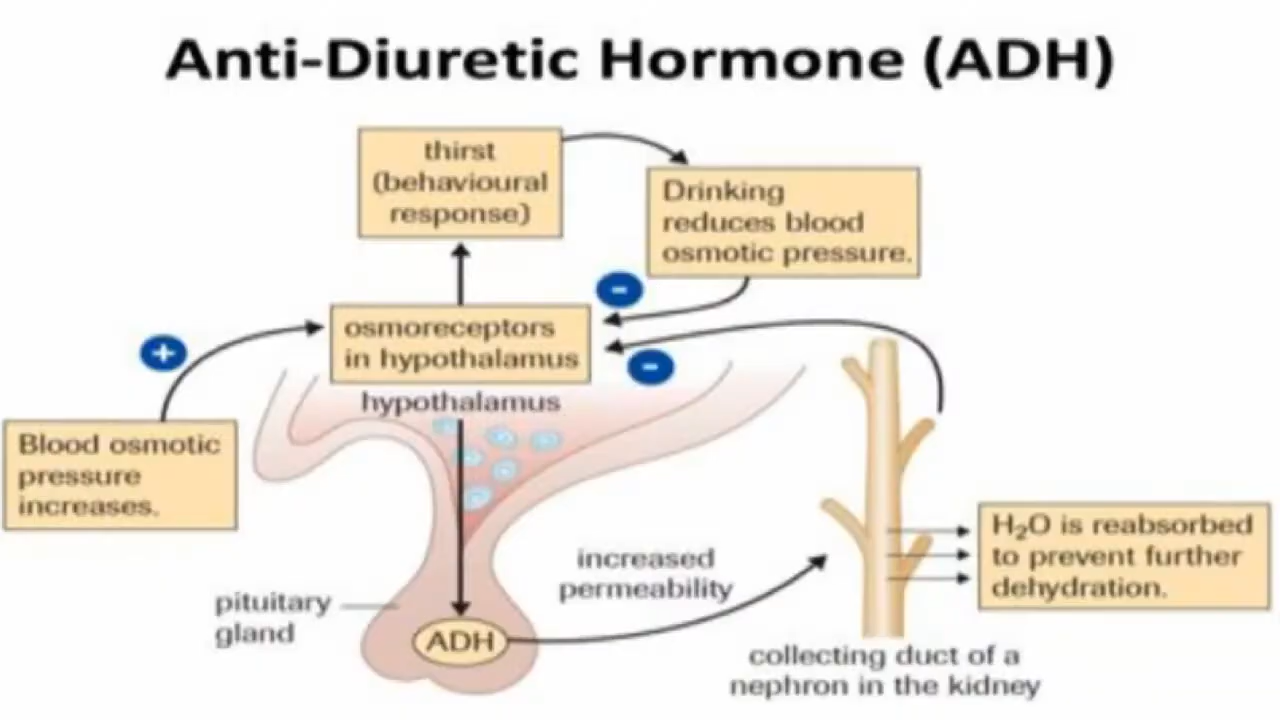 Anti-Diuretic Hormone (ADH)
thirst
(behavioural
response)
Drinking
reduces blood
osmotic pressure.
-
+
osmoreceptors
in hypothalamus
-
hypothalamus
Blood osmotic
pressure
increases.
H₂O is reabsorbed
to prevent further
dehydration.
increased
permeability
pituitary
gland
ADH
collecting duct of a
nephron in the kidney